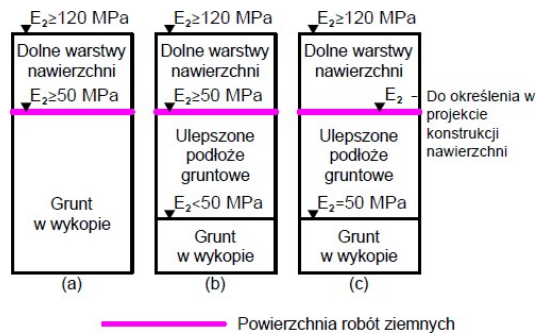 E₂≥120 MPa
Dolne warstwy
nawierzchni
E₂≥50 MPa
Grunt
w wykopie
(a)
E₂≥120 MPa
Dolne warstwy
nawierzchni
E₂≥50 MPa
Ulepszone
podłoże
gruntowe
E₂<50 MPa
Grunt
w wykopie
(b)
E₂≥120 MPa
Dolne warstwy
nawierzchni
E₂ - Do określenia w
projekcie
konstrukcji
nawierzchni
Ulepszone
podłoże
gruntowe
E₂=50 MPa
Grunt
w wykopie
(c)
Powierzchnia robót ziemnych